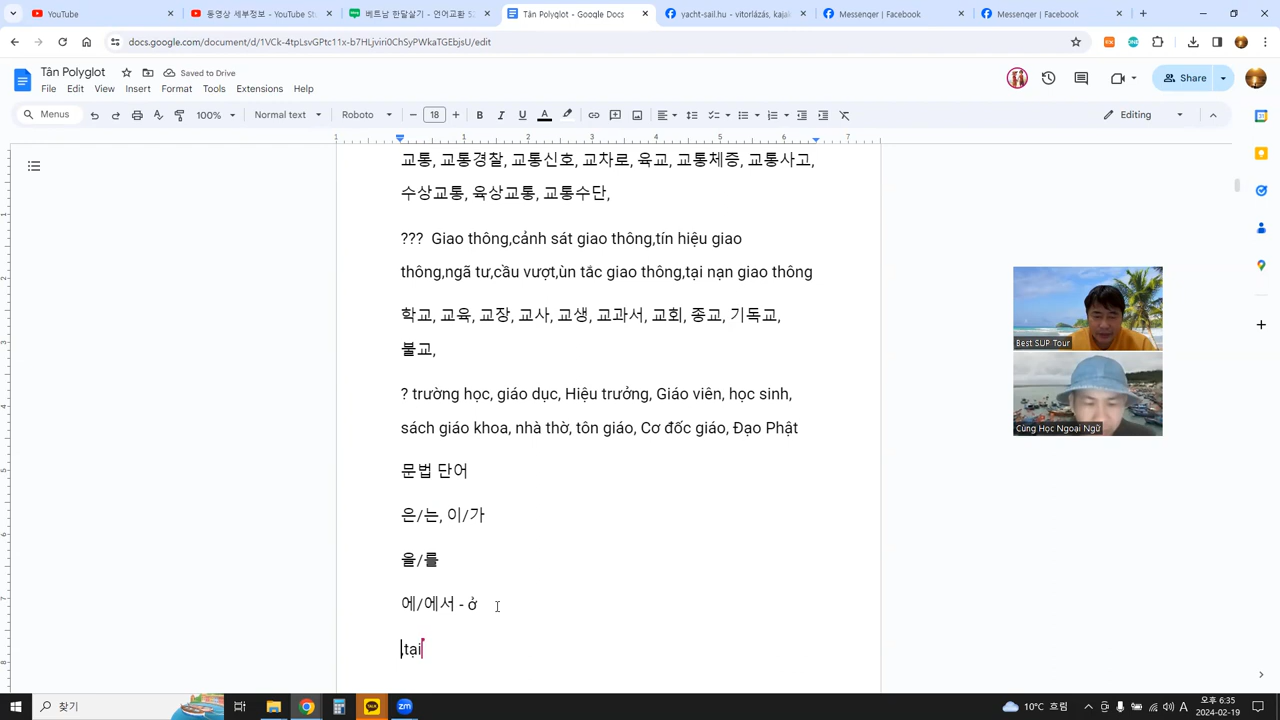 YouTube
동영상 세부정보 - YouTube St
베트남 한달살기 - 언어교환
Tân Polyglot - Google Docs
yacht-sail.hu - vitorlázás, kajak
Messenger | Facebook
Messenger | Facebook
docs.google.com/document/d/1VCk-4tpLsvGPtc11x-b7HLjviri0ChSyPWkaTGEbjsU/edit
Tân Polyglot
Saved to Drive
File Edit View Insert Format Tools Extensions Help
Share
Menus
100%
Normal text
Roboto
18
B I U A
Editing
1 1 2 3 4 5 6 7
교통, 교통경찰, 교통신호, 교차로, 육교, 교통체증, 교통사고,
수상교통, 육상교통, 교통수단,
??? Giao thông,cảnh sát giao thông,tín hiệu giao
thông,ngã tư,cầu vượt,ùn tắc giao thông,tại nạn giao thông
학교, 교육, 교장, 교사, 교생, 교과서, 교회, 종교, 기독교,
불교,
? trường học, giáo dục, Hiệu trưởng, Giáo viên, học sinh,
sách giáo khoa, nhà thờ, tôn giáo, Cơ đốc giáo, Đạo Phật
문법 단어
은/는, 이/가
을/를
에/에서 - ở
,tại
Best SUP Tour
Cùng Học Ngoại Ngữ
찾기
10°C 흐림
A
오후 6:35
2024-02-19